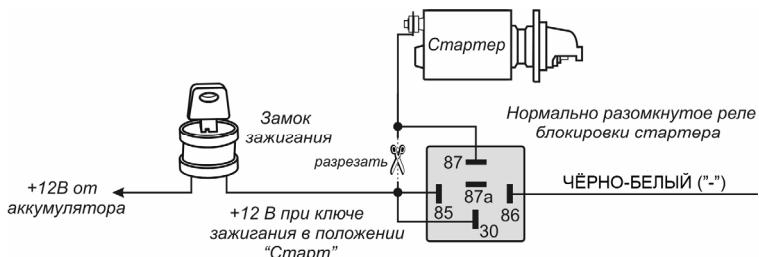 Стартер
Замок
зажигания
Нормально разомкнутое реле
блокировки стартера
разрезать
87
87a
85
86
30
ЧЁРНО-БЕЛЫЙ ("-")
+12В от
аккумулятора
+12 В при ключе
зажигания в положении
"Старт"